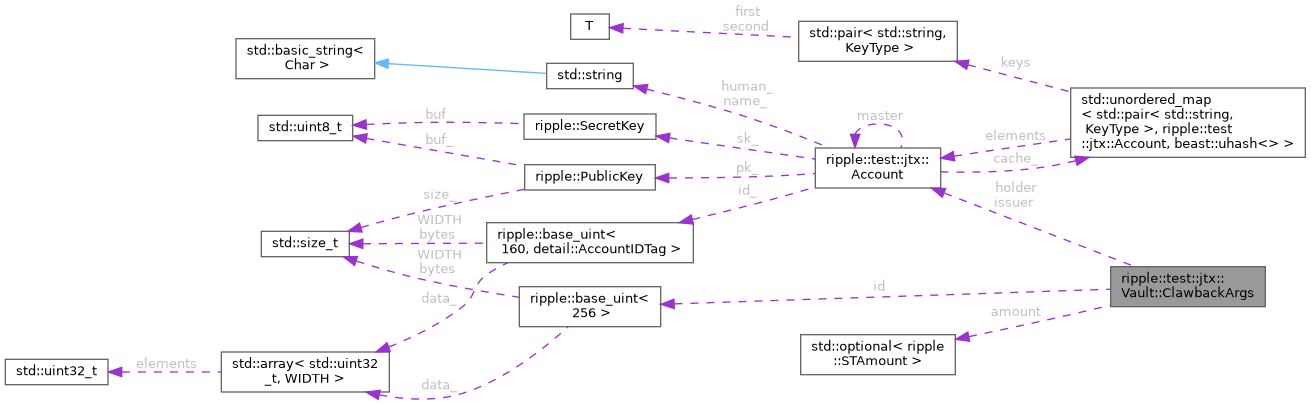 first
second
T
std::pair< std::string,
KeyType >
std::basic_string<
Char >
std::string
keys
human_
name_
std::unordered_map
< std::pair< std::string,
KeyType >, ripple::test
::jtx::Account, beast::uhash<> >
buf_
ripple::SecretKey
std::uint8_t
master
elements
sk_
buf_
cache_
ripple::test::jtx::
Account
pk_
ripple::PublicKey
id_
holder
issuer
size_
WIDTH
bytes
ripple::base_uint<
160, detail::AccountIDTag >
std::size_t
WIDTH
bytes
ripple::test::jtx::
Vault::ClawbackArgs
id
data_
ripple::base_uint<
256 >
amount
std::optional< ripple
::STAmount >
elements
std::array< std::uint32
_t, WIDTH >
std::uint32_t
data_